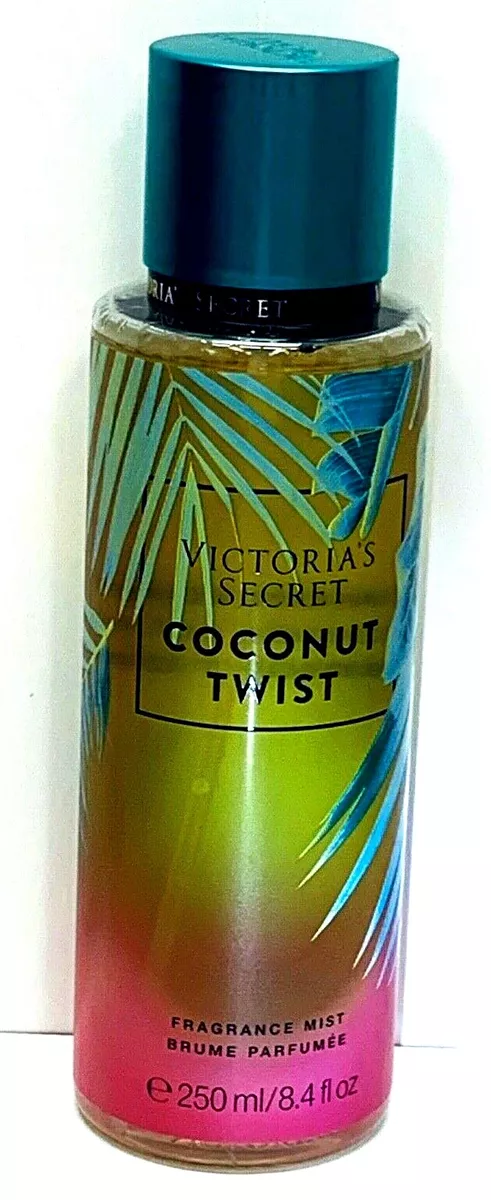 VICTORIA'S
SECRET
COCONUT
TWIST
FRAGRANCE MIST
BRUME PARFUMÉE
℮ 250 ml/8.4 fl oz